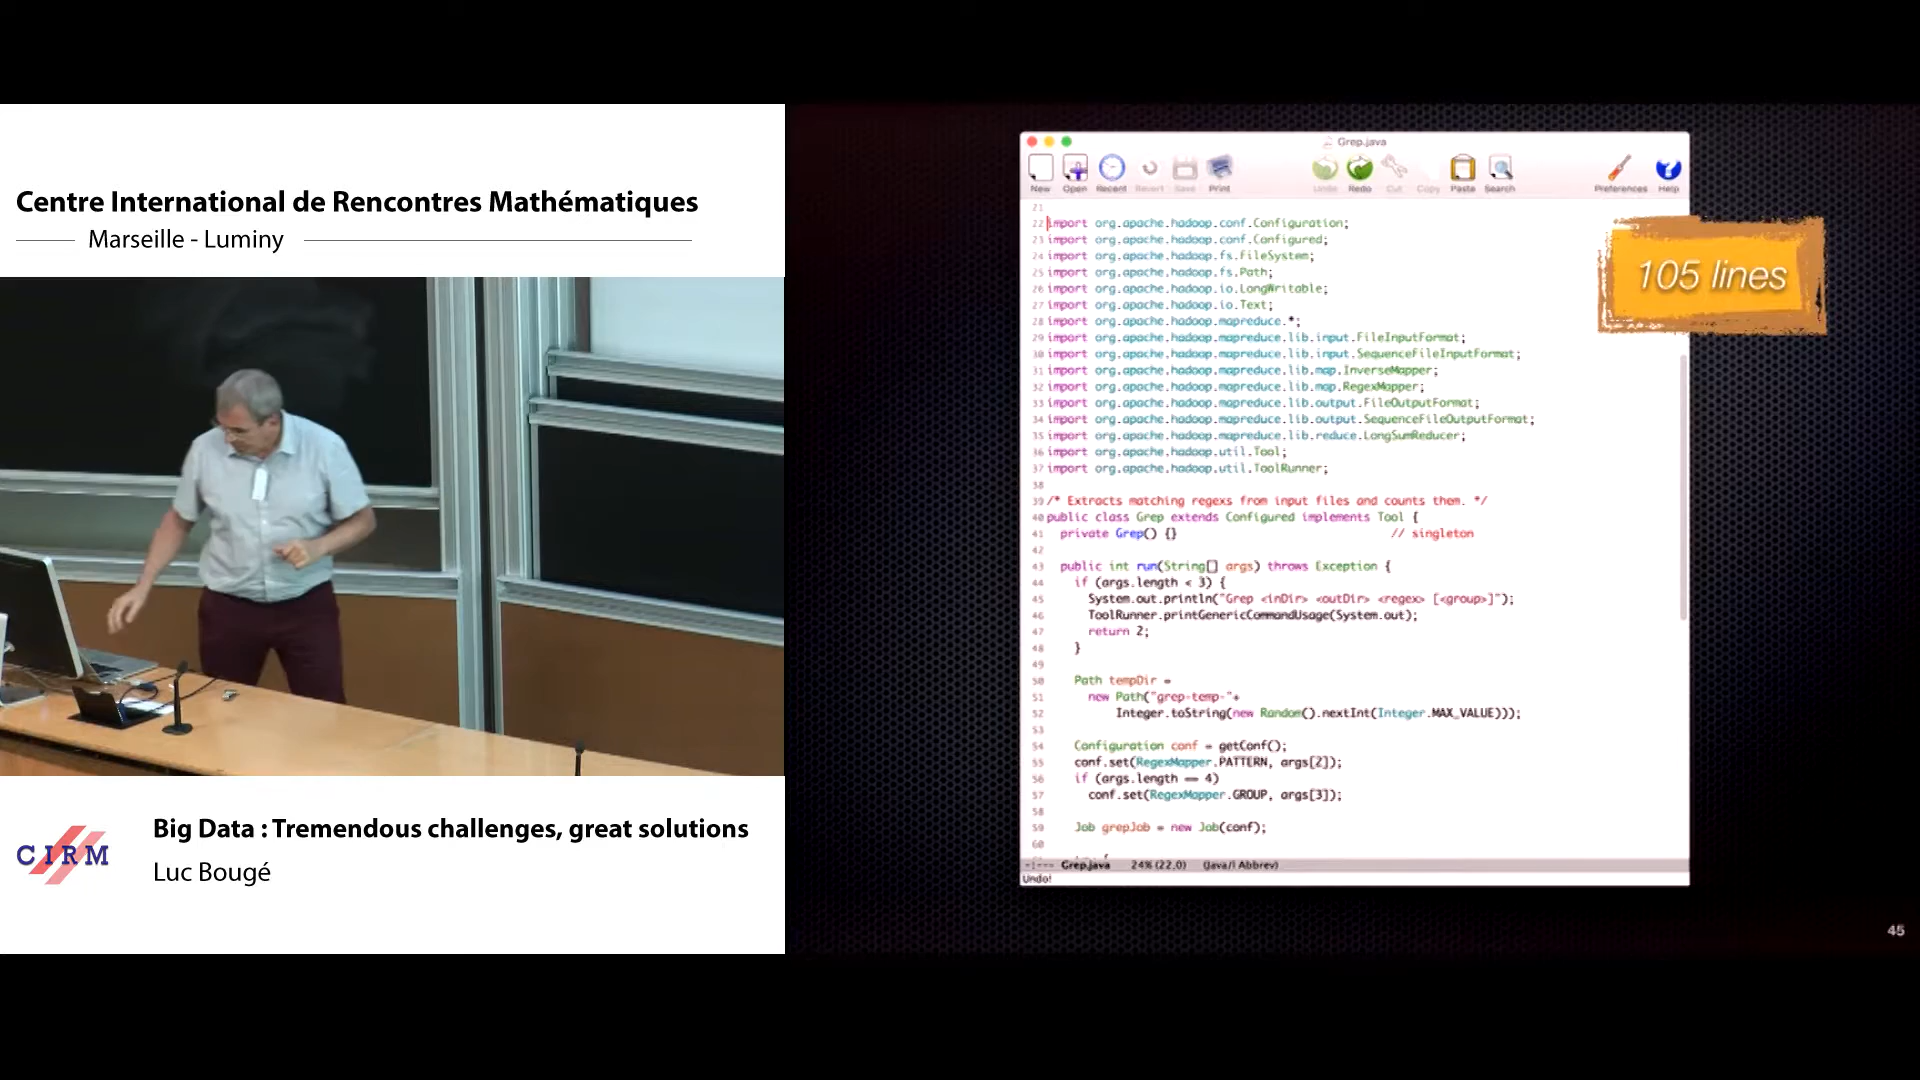 Centre International de Rencontres Mathématiques
Marseille - Luminy
CIRM
Big Data : Tremendous challenges, great solutions
Luc Bougé
Grep.java
New Open Recent Revert Save Print Undo Redo Cut Copy Paste Search Preferences Help
105 lines
21
22 import org.apache.hadoop.conf.Configuration;
23 import org.apache.hadoop.conf.Configured;
24 import org.apache.hadoop.fs.FileSystem;
25 import org.apache.hadoop.fs.Path;
26 import org.apache.hadoop.io.LongWritable;
27 import org.apache.hadoop.io.Text;
28 import org.apache.hadoop.mapreduce.*;
29 import org.apache.hadoop.mapreduce.lib.input.FileInputFormat;
30 import org.apache.hadoop.mapreduce.lib.input.SequenceFileInputFormat;
31 import org.apache.hadoop.mapreduce.lib.map.InverseMapper;
32 import org.apache.hadoop.mapreduce.lib.map.RegexMapper;
33 import org.apache.hadoop.mapreduce.lib.output.FileOutputFormat;
34 import org.apache.hadoop.mapreduce.lib.output.SequenceFileOutputFormat;
35 import org.apache.hadoop.mapreduce.lib.reduce.LongSumReducer;
36 import org.apache.hadoop.util.Tool;
37 import org.apache.hadoop.util.ToolRunner;
38
39 /* Extracts matching regexs from input files and counts them. */
40 public class Grep extends Configured implements Tool {
41 private Grep() {} // singleton
42
43 public int run(String[] args) throws Exception {
44 if (args.length < 3) {
45 System.out.println("Grep <inDir> <outDir> <regex> [<group>]");
46 ToolRunner.printGenericCommandUsage(System.out);
47 return 2;
48 }
49
50 Path tempDir =
51 new Path("grep-temp-"+
52 Integer.toString(new Random().nextInt(Integer.MAX_VALUE)));
53
54 Configuration conf = getConf();
55 conf.set(RegexMapper.PATTERN, args[2]);
56 if (args.length == 4)
57 conf.set(RegexMapper.GROUP, args[3]);
58
59 Job grepJob = new Job(conf);
60
-:--- Grep.java 24% (22,0) (Java/l Abbrev)
Undo!
45